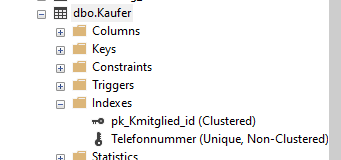 dbo.Kaufer
Columns
Keys
Constraints
Triggers
Indexes
pk_Kmitglied_id (Clustered)
Telefonnummer (Unique, Non-Clustered)
Statistics